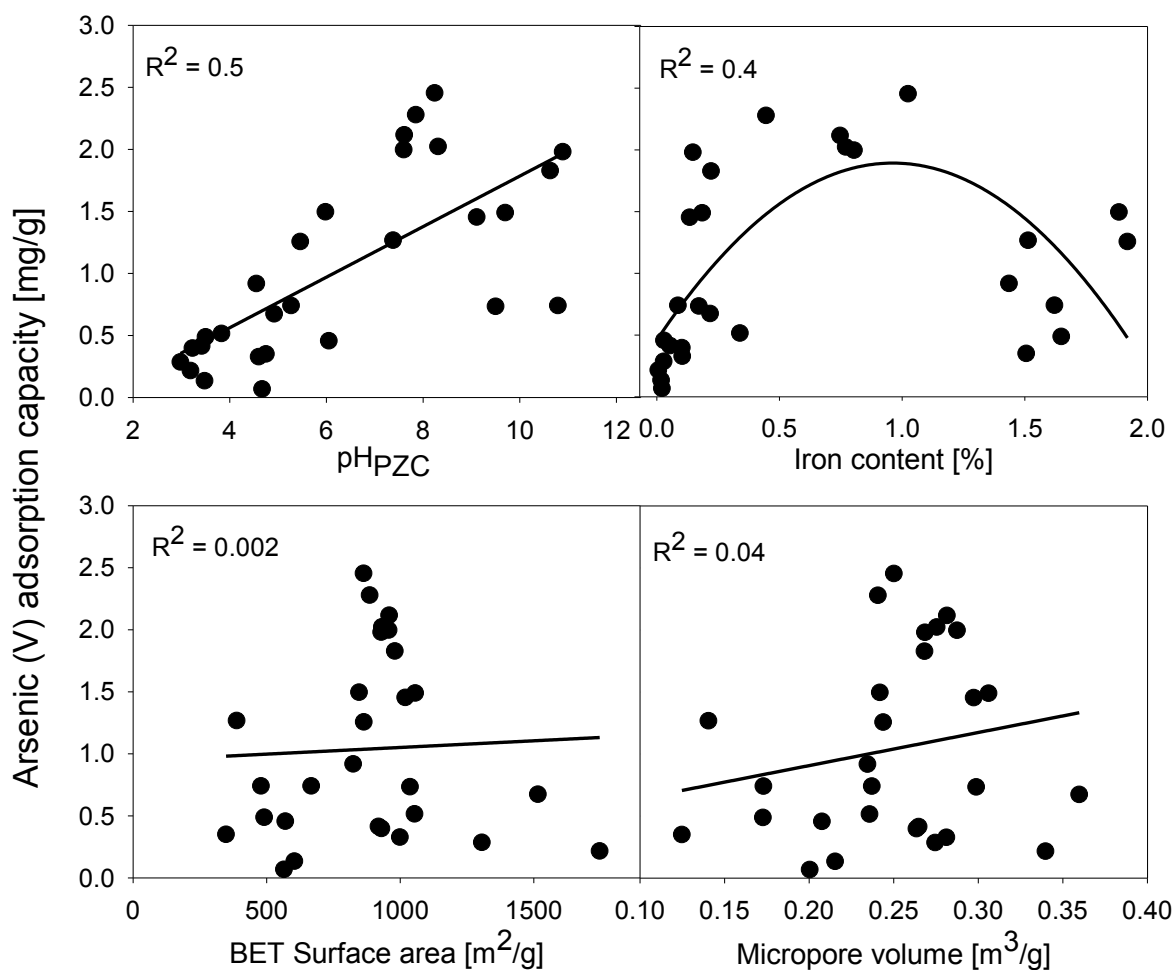 Arsenic (V) adsorption capacity [mg/g]
3.0
2.5
2.0
1.5
1.0
0.5
0.0
R² = 0.5
2 4 6 8 10 12
pHPZC
R² = 0.4
0.0 0.5 1.0 1.5 2.0
Iron content [%]
3.0
2.5
2.0
1.5
1.0
0.5
0.0
R² = 0.002
0 500 1000 1500
BET Surface area [m²/g]
R² = 0.04
0.10 0.15 0.20 0.25 0.30 0.35 0.40
Micropore volume [m³/g]